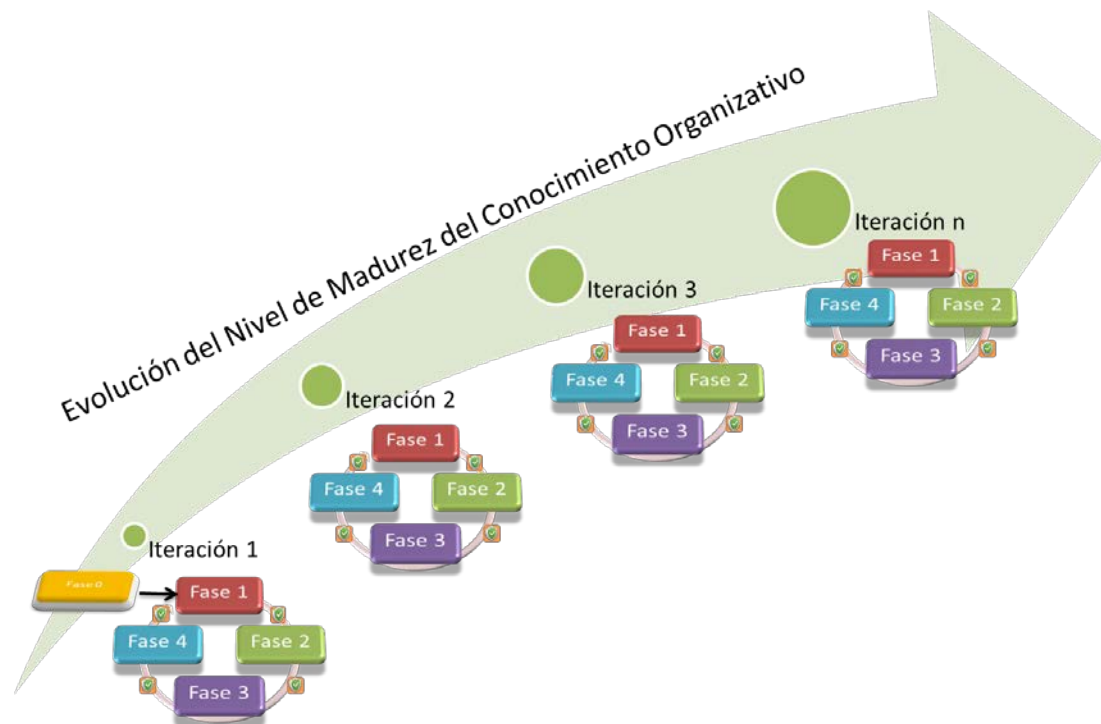 Evolución del Nivel de Madurez del Conocimiento Organizativo
Iteración n
Fase 1
Fase 4
Fase 2
Fase 3
Iteración 3
Fase 1
Fase 4
Fase 2
Fase 3
Iteración 2
Fase 1
Fase 4
Fase 2
Fase 3
Iteración 1
Fase 0
Fase 1
Fase 4
Fase 2
Fase 3